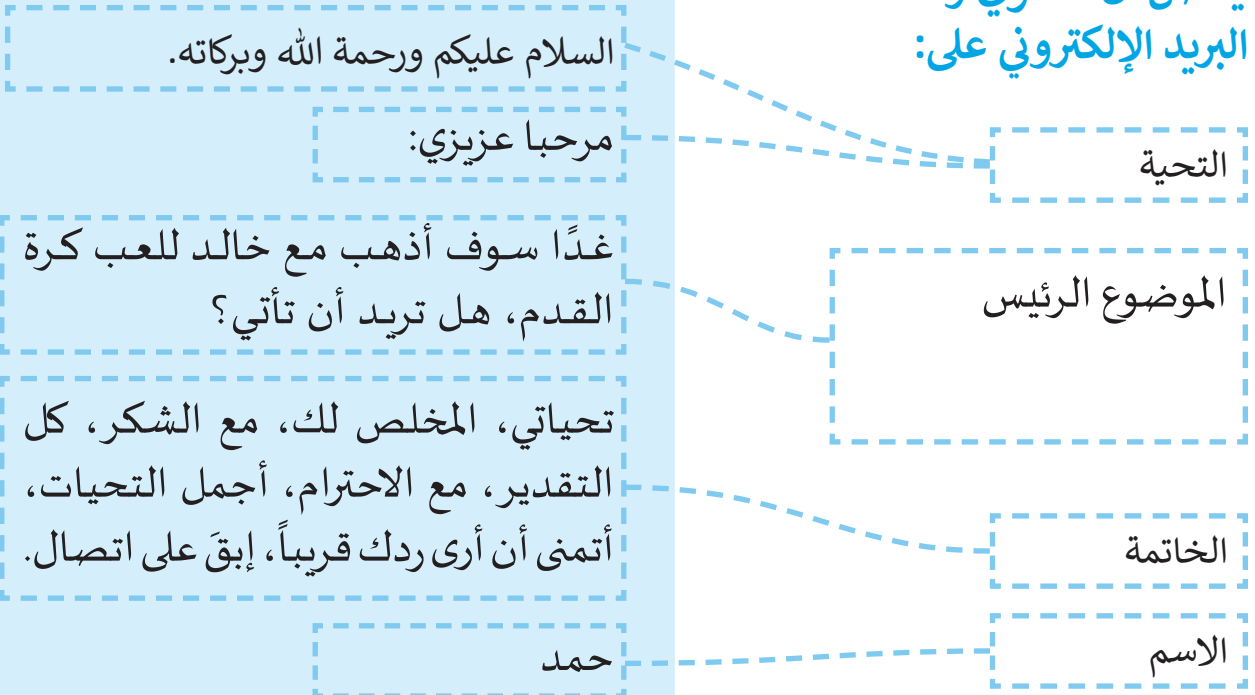 البريد الإلكتروني على:
التحية
السلام عليكم ورحمة الله وبركاته.
مرحبا عزيزي:
الموضوع الرئيس
غدًا سوف أذهب مع خالد للعب كرة
القدم، هل تريد أن تأتي؟
الخاتمة
تحياتي، المخلص لك، مع الشكر، كل
التقدير، مع الاحترام، أجمل التحيات،
أتمنى أن أرى ردك قريباً، إبقَ على اتصال.
الاسم
حمد